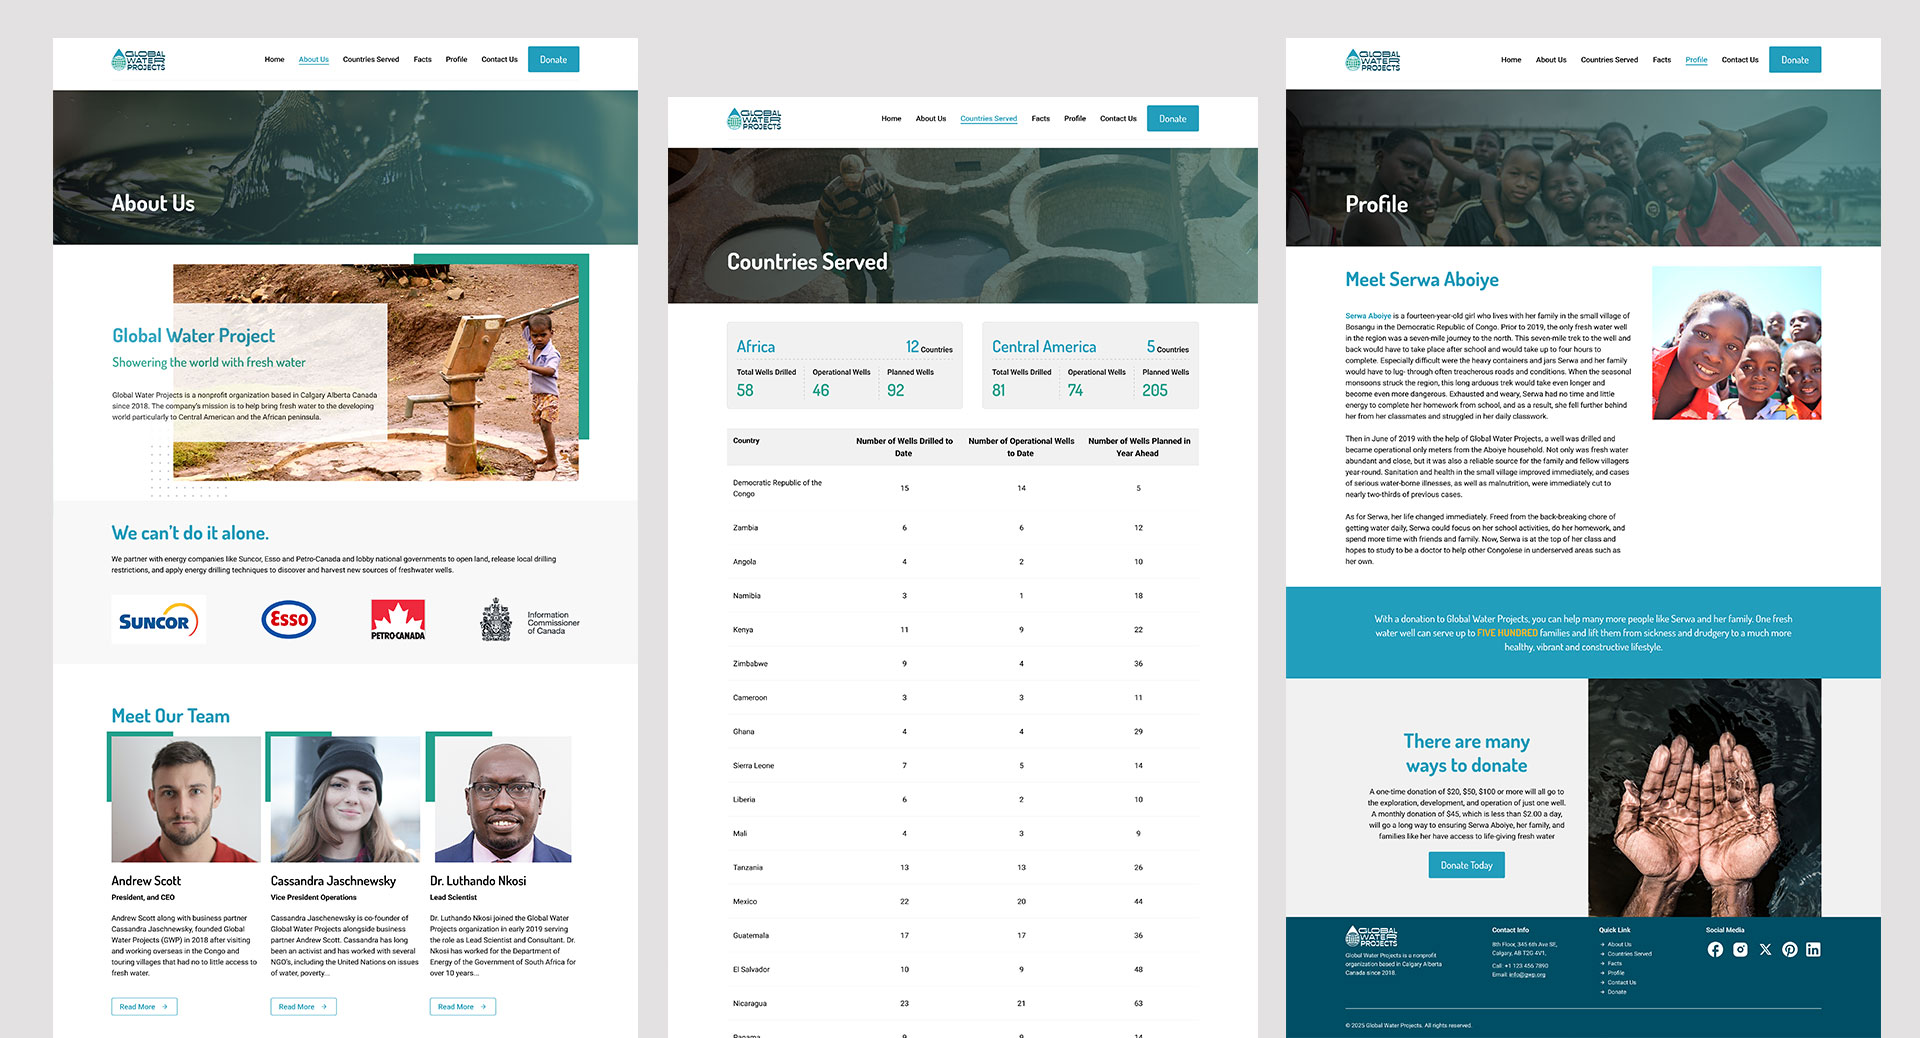 GLOBAL
WATER
PROJECTS
Home
About Us
Countries Served
Facts
Profile
Contact Us
Donate
About Us
Global Water Project
Showering the world with fresh water
Global Water Projects is a nonprofit organization based in Calgary Alberta Canada
since 2018. The company's mission is to help bring fresh water to the developing
world particularly to Central American and the African peninsula.
We can't do it alone.
We partner with energy companies like Suncor, Esso and Petro-Canada and lobby national governments to open land, release local drilling
restrictions, and apply energy drilling techniques to discover and harvest new sources of freshwater wells.
SUNCOR
Esso
PETRO-CANADA
Information
Commissioner
of Canada
Meet Our Team
Andrew Scott
President, and CEO
Andrew Scott along with business partner
Cassandra Jaschnewsky, founded Global
Water Projects (GWP) in 2018 after visiting
and working overseas in the Congo and
touring villages that had no to little access to
fresh water.
Read More
Cassandra Jaschnewsky
Vice President Operations
Cassandra Jaschenewsky is co-founder of
Global Water Projects alongside business
partner Andrew Scott. Cassandra has long
been an activist and has worked with several
NGO's, including the United Nations on issues
of water, poverty...
Read More
Dr. Luthando Nkosi
Lead Scientist
Dr. Luthando Nkosi joined the Global Water
Projects organization in early 2019 serving
the role as Lead Scientist and Consultant. Dr.
Nkosi has worked for the Department of
Energy of the Government of South Africa for
over 10 years...
Read More
GLOBAL
WATER
PROJECTS
Home
About Us
Countries Served
Facts
Profile
Contact Us
Donate
Countries Served
Africa 12 Countries
Total Wells Drilled Operational Wells Planned Wells
58 46 92
Central America 5 Countries
Total Wells Drilled Operational Wells Planned Wells
81 74 205
Country Number of Wells Drilled to Number of Operational Wells Number of Wells Planned in
Date to Date Year Ahead
Democratic Republic of the
Congo 15 14 5
Zambia 6 6 12
Angola 4 2 10
Namibia 3 1 18
Kenya 11 9 22
Zimbabwe 9 4 36
Cameroon 3 3 11
Ghana 4 4 29
Sierra Leone 7 5 14
Liberia 6 2 10
Mali 4 3 9
Tanzania 13 13 26
Mexico 22 20 44
Guatemala 17 17 36
El Salvador 10 9 48
Nicaragua 23 21 63
Panama 9 9 14
GLOBAL
WATER
PROJECTS
Home
About Us
Countries Served
Facts
Profile
Contact Us
Donate
Profile
Meet Serwa Aboiye
Serwa Aboiye is a fourteen-year-old girl who lives with her family in the small village of
Bosangu in the Democratic Republic of Congo. Prior to 2019, the only fresh water well
in the region was a seven-mile journey to the north. This seven-mile trek to the well and
back would have to take place after school and would take up to four hours to
complete. Especially difficult were the heavy containers and jars Serwa and her family
would have to lug- through often treacherous roads and conditions. When the seasonal
monsoons struck the region, this long arduous trek would take even longer and
become even more dangerous. Exhausted and weary, Serwa had no time and little
energy to complete her homework from school, and as a result, she fell further behind
her from her classmates and struggled in her daily classwork.
Then in June of 2019 with the help of Global Water Projects, a well was drilled and
became operational only meters from the Aboiye household. Not only was fresh water
abundant and close, but it was also a reliable source for the family and fellow villagers
year-round. Sanitation and health in the small village improved immediately, and cases
of serious water-borne illnesses, as well as malnutrition, were immediately cut to
nearly two-thirds of previous cases.
As for Serwa, her life changed immediately. Freed from the back-breaking chore of
getting water daily, Serwa could focus on her school activities, do her homework, and
spend more time with friends and family. Now, Serwa is at the top of her class and
hopes to study to be a doctor to help other Congolese in underserved areas such as
her own.
With a donation to Global Water Projects, you can help many more people like Serwa and her family. One fresh
water well can serve up to FIVE HUNDRED families and lift them from sickness and drudgery to a much more
healthy, vibrant and constructive lifestyle.
There are many
ways to donate
A one-time donation of $20, $50, $100 or more will all go to
the exploration, development, and operation of just one well.
A monthly donation of $45, which is less than $2.00 a day,
will go a long way to ensuring Serwa Aboiye, her family, and
families like her have access to life-giving fresh water
Donate Today
GLOBAL
WATER
PROJECTS
Global Water Projects is a nonprofit
organization based in Calgary Alberta
Canada since 2018.
Contact Info
8th Floor, 345 6th Ave SE,
Calgary, AB T2G 4V1,
Call: +1 123 456 7890
Email: info@gwp.org
Quick Link
About Us
Countries Served
Facts
Profile
Contact Us
Donate
Social Media
© 2025 Global Water Projects. All rights reserved.